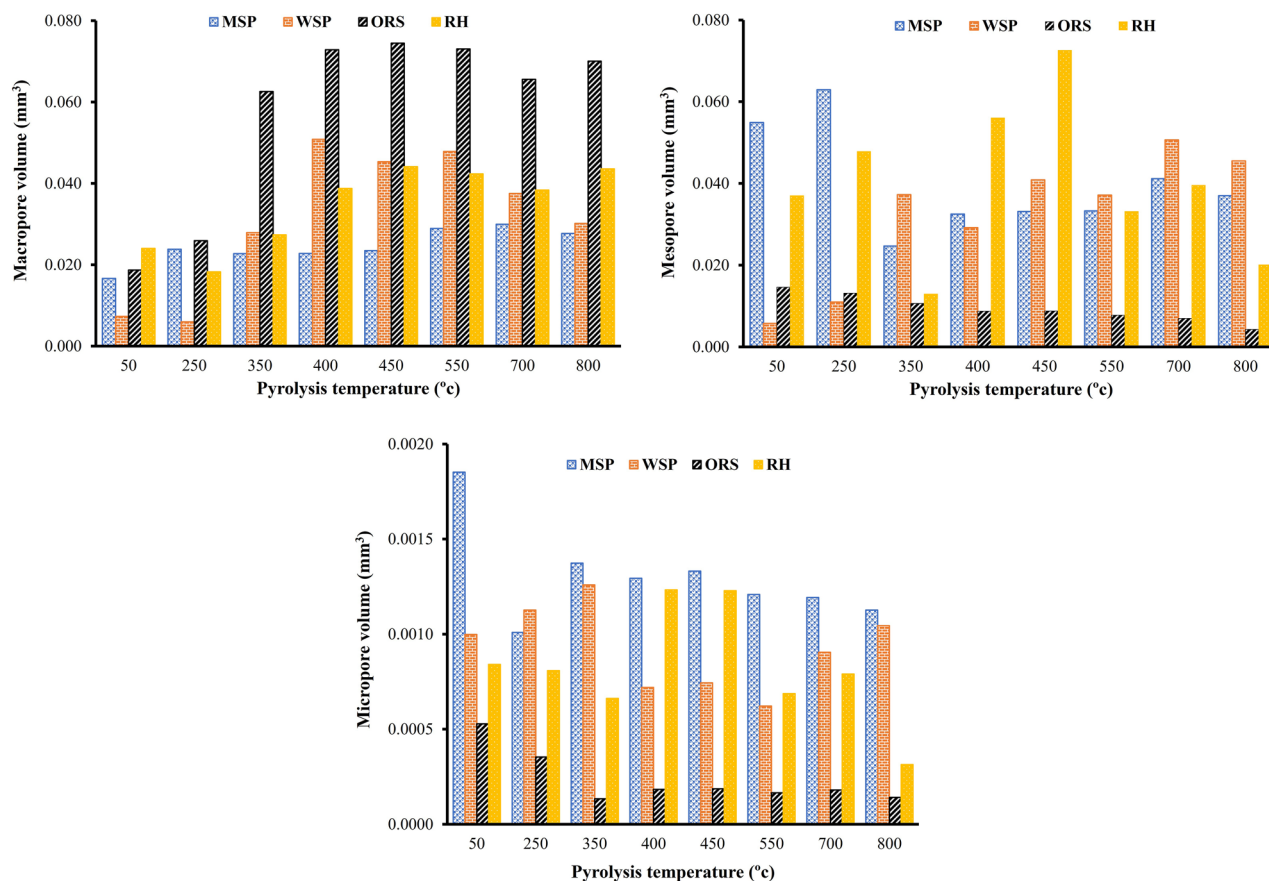 MSP WSP ORS RH
Macropore volume (mm³)
0.080
0.060
0.040
0.020
0.000
50 250 350 400 450 550 700 800
Pyrolysis temperature (°c)
MSP WSP ORS RH
Mesopore volume (mm³)
0.080
0.060
0.040
0.020
0.000
50 250 350 400 450 550 700 800
Pyrolysis temperature (°c)
MSP WSP ORS RH
Micropore volume (mm³)
0.0020
0.0015
0.0010
0.0005
0.0000
50 250 350 400 450 550 700 800
Pyrolysis temperature (°c)